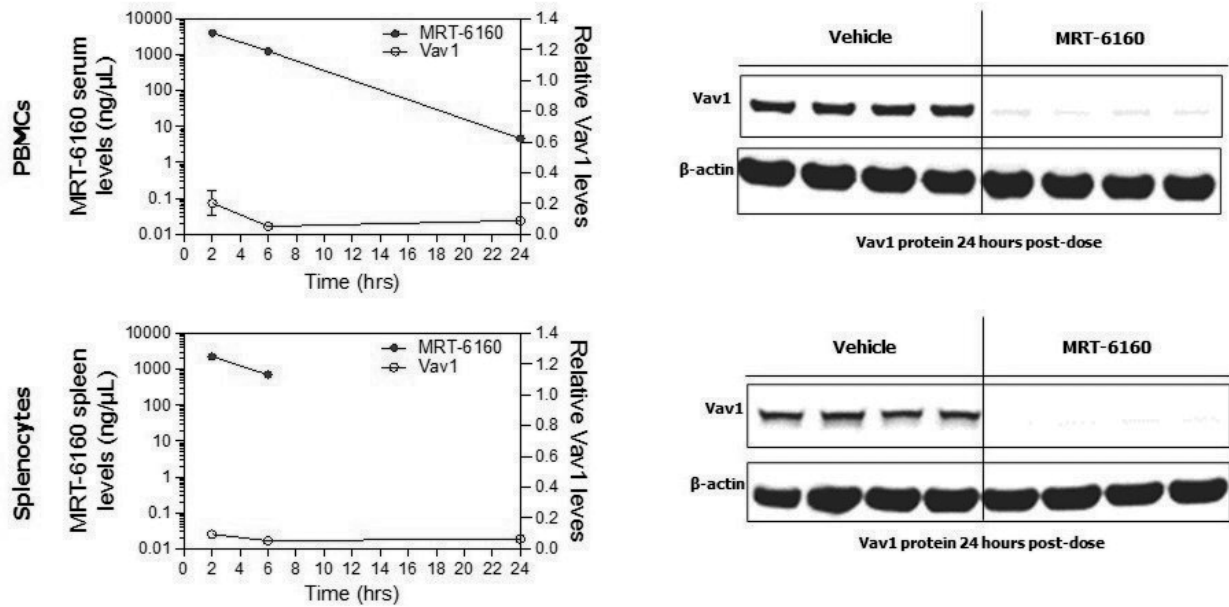 PBMCs
MRT-6160 serum
levels (ng/µL)
10000
1000
100
10
1
0.1
0.01
MRT-6160
Vav1
1.4
1.2
1.0
0.8
0.6
0.4
0.2
0.0
Relative Vav1 leves
0 2 4 6 8 10 12 14 16 18 20 22 24
Time (hrs)
Vehicle MRT-6160
Vav1
β-actin
Vav1 protein 24 hours post-dose
Splenocytes
MRT-6160 spleen
levels (ng/µL)
10000
1000
100
10
1
0.1
0.01
MRT-6160
Vav1
1.4
1.2
1.0
0.8
0.6
0.4
0.2
0.0
Relative Vav1 leves
0 2 4 6 8 10 12 14 16 18 20 22 24
Time (hrs)
Vehicle MRT-6160
Vav1
β-actin
Vav1 protein 24 hours post-dose